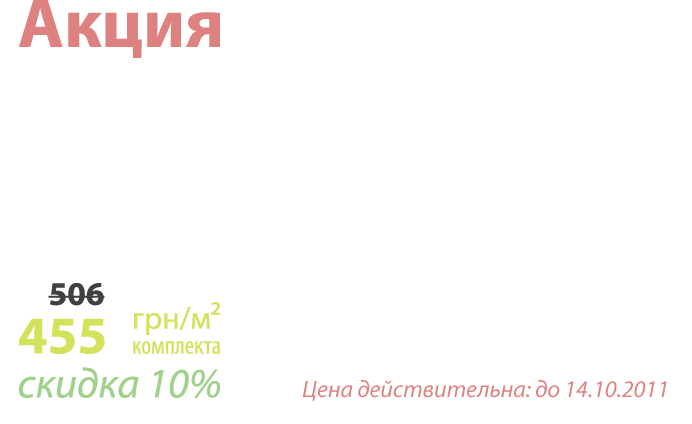 Акция
506
455 грн/м²
комплекта
скидка 10%
Цена действительна: до 14.10.2011